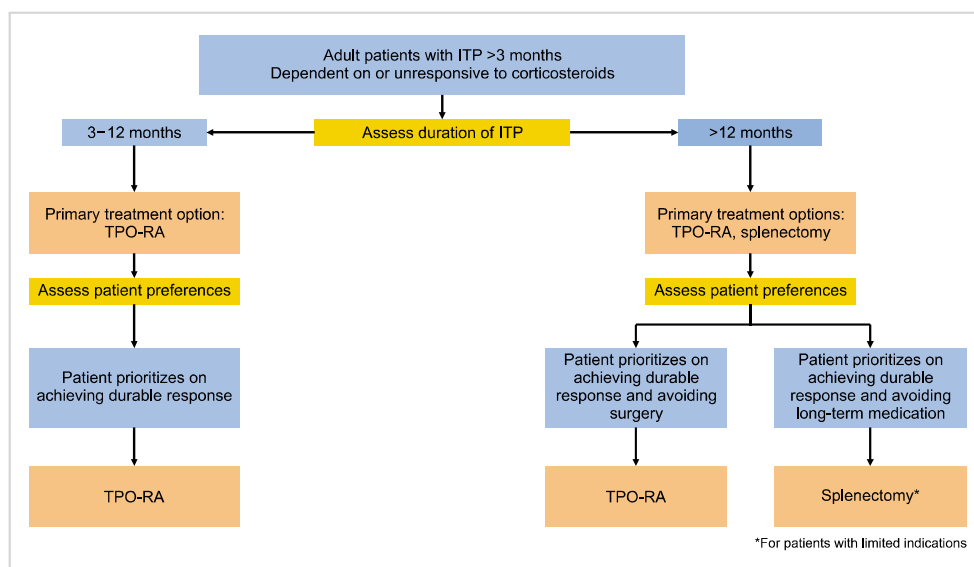 Adult patients with ITP >3 months
Dependent on or unresponsive to corticosteroids
3−12 months
Assess duration of ITP
>12 months
Primary treatment option:
TPO-RA
Primary treatment options:
TPO-RA, splenectomy
Assess patient preferences
Assess patient preferences
Patient prioritizes on
achieving durable response
Patient prioritizes on
achieving durable
response and avoiding
surgery
Patient prioritizes on
achieving durable
response and avoiding
long-term medication
TPO-RA
TPO-RA
Splenectomy*
*For patients with limited indications